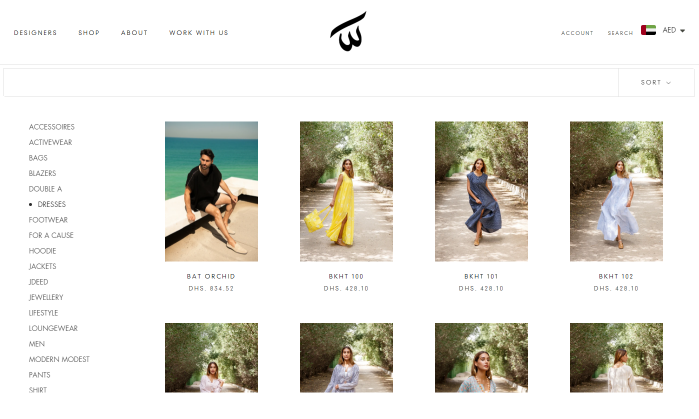 DESIGNERS
SHOP
ABOUT
WORK WITH US
ACCOUNT
SEARCH
AED
SORT
ACCESSOIRES
ACTIVEWEAR
BAGS
BLAZERS
DOUBLE A
DRESSES
FOOTWEAR
FOR A CAUSE
HOODIE
JACKETS
JDEED
JEWELLERY
LIFESTYLE
LOUNGEWEAR
MEN
MODERN MODEST
PANTS
SHIRT
BAT ORCHID
DHS. 834.52
BKHT 100
DHS. 428.10
BKHT 101
DHS. 428.10
BKHT 102
DHS. 428.10